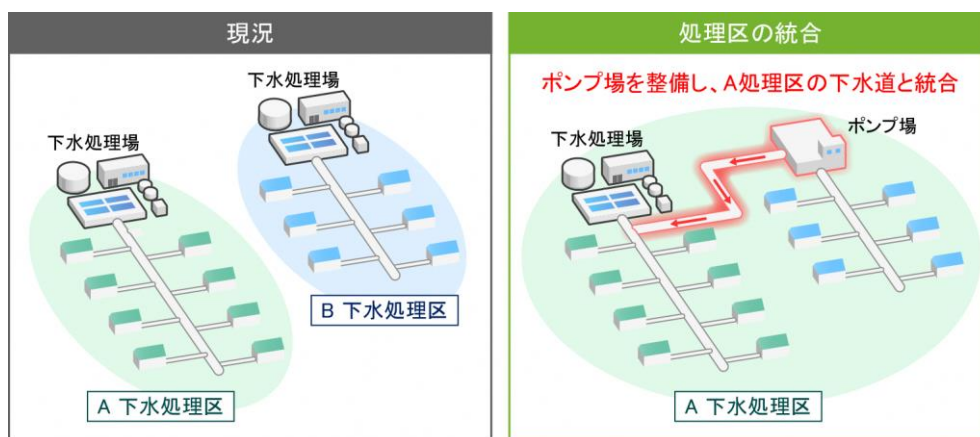 現況
下水処理場
下水処理場
B 下水処理区
A 下水処理区
処理区の統合
ポンプ場を整備し、A処理区の下水道と統合
下水処理場
ポンプ場
A 下水処理区